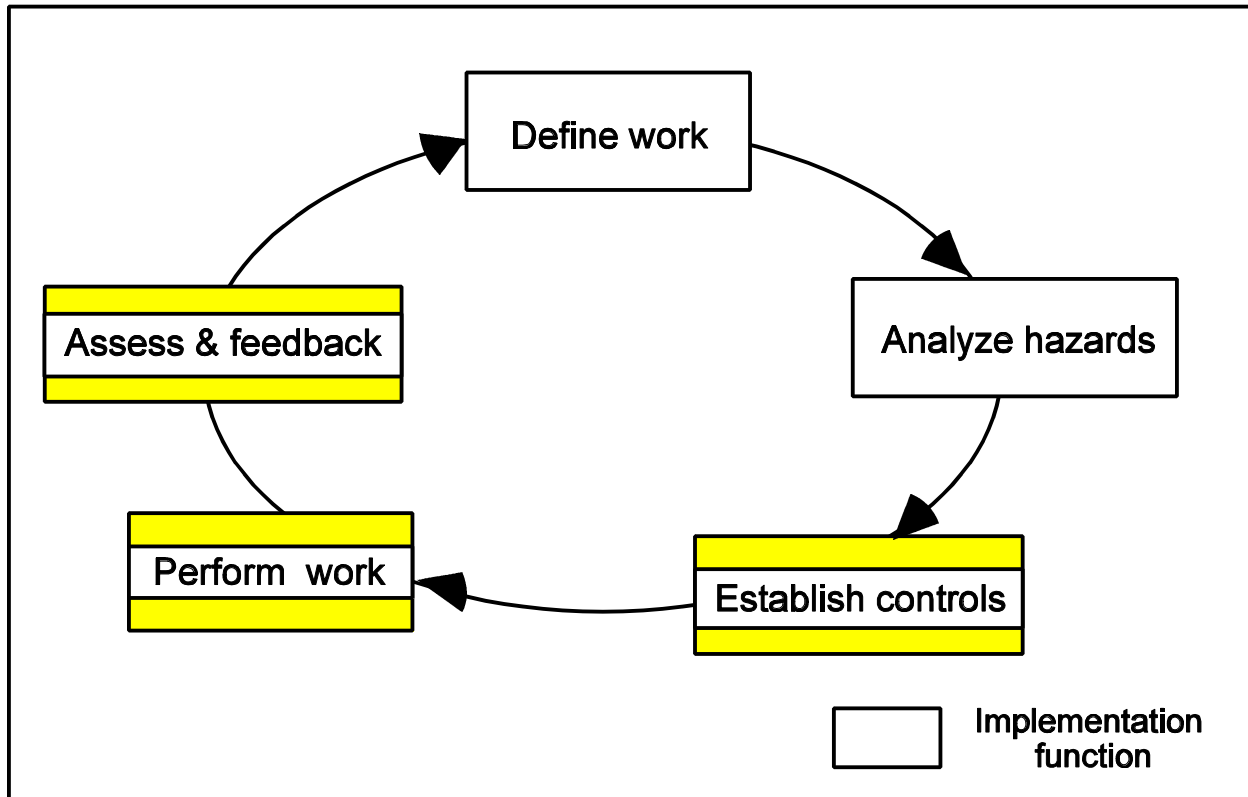 Define work
Analyze hazards
Establish controls
Perform work
Assess & feedback
Implementation
function